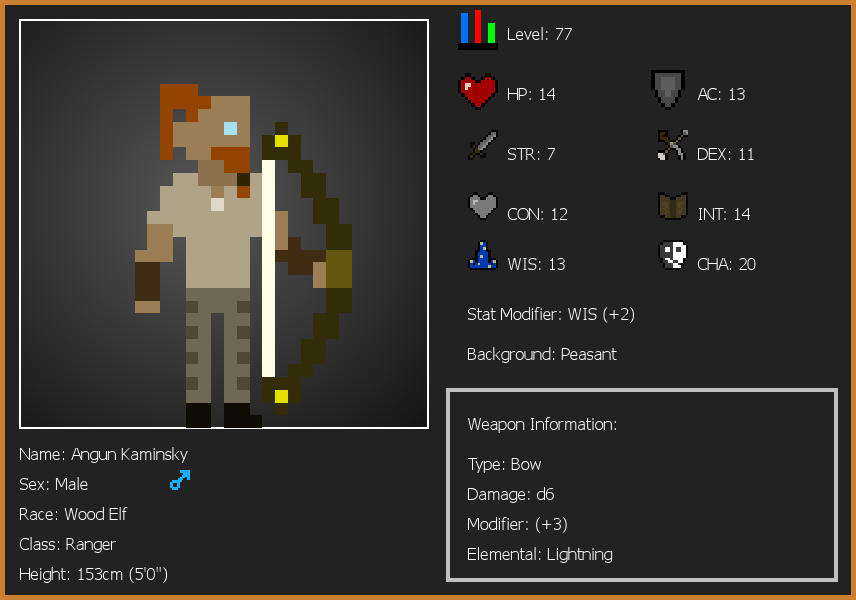 Level: 77
HP: 14
AC: 13
STR: 7
DEX: 11
CON: 12
INT: 14
WIS: 13
CHA: 20
Stat Modifier: WIS (+2)
Background: Peasant
Name: Angun Kaminsky
Sex: Male
Race: Wood Elf
Class: Ranger
Height: 153cm (5'0")
Weapon Information:
Type: Bow
Damage: d6
Modifier: (+3)
Elemental: Lightning